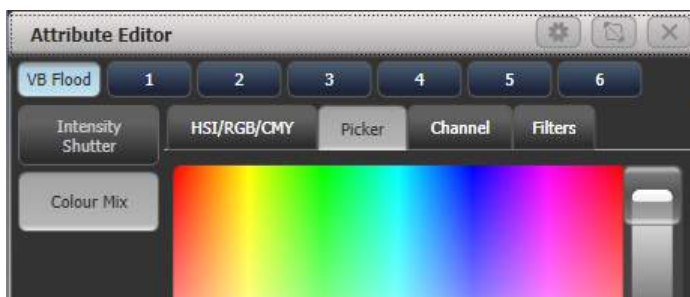 Attribute Editor
VB Flood 1 2 3 4 5 6
Intensity
Shutter
HSI/RGB/CMY Picker Channel Filters
Colour Mix